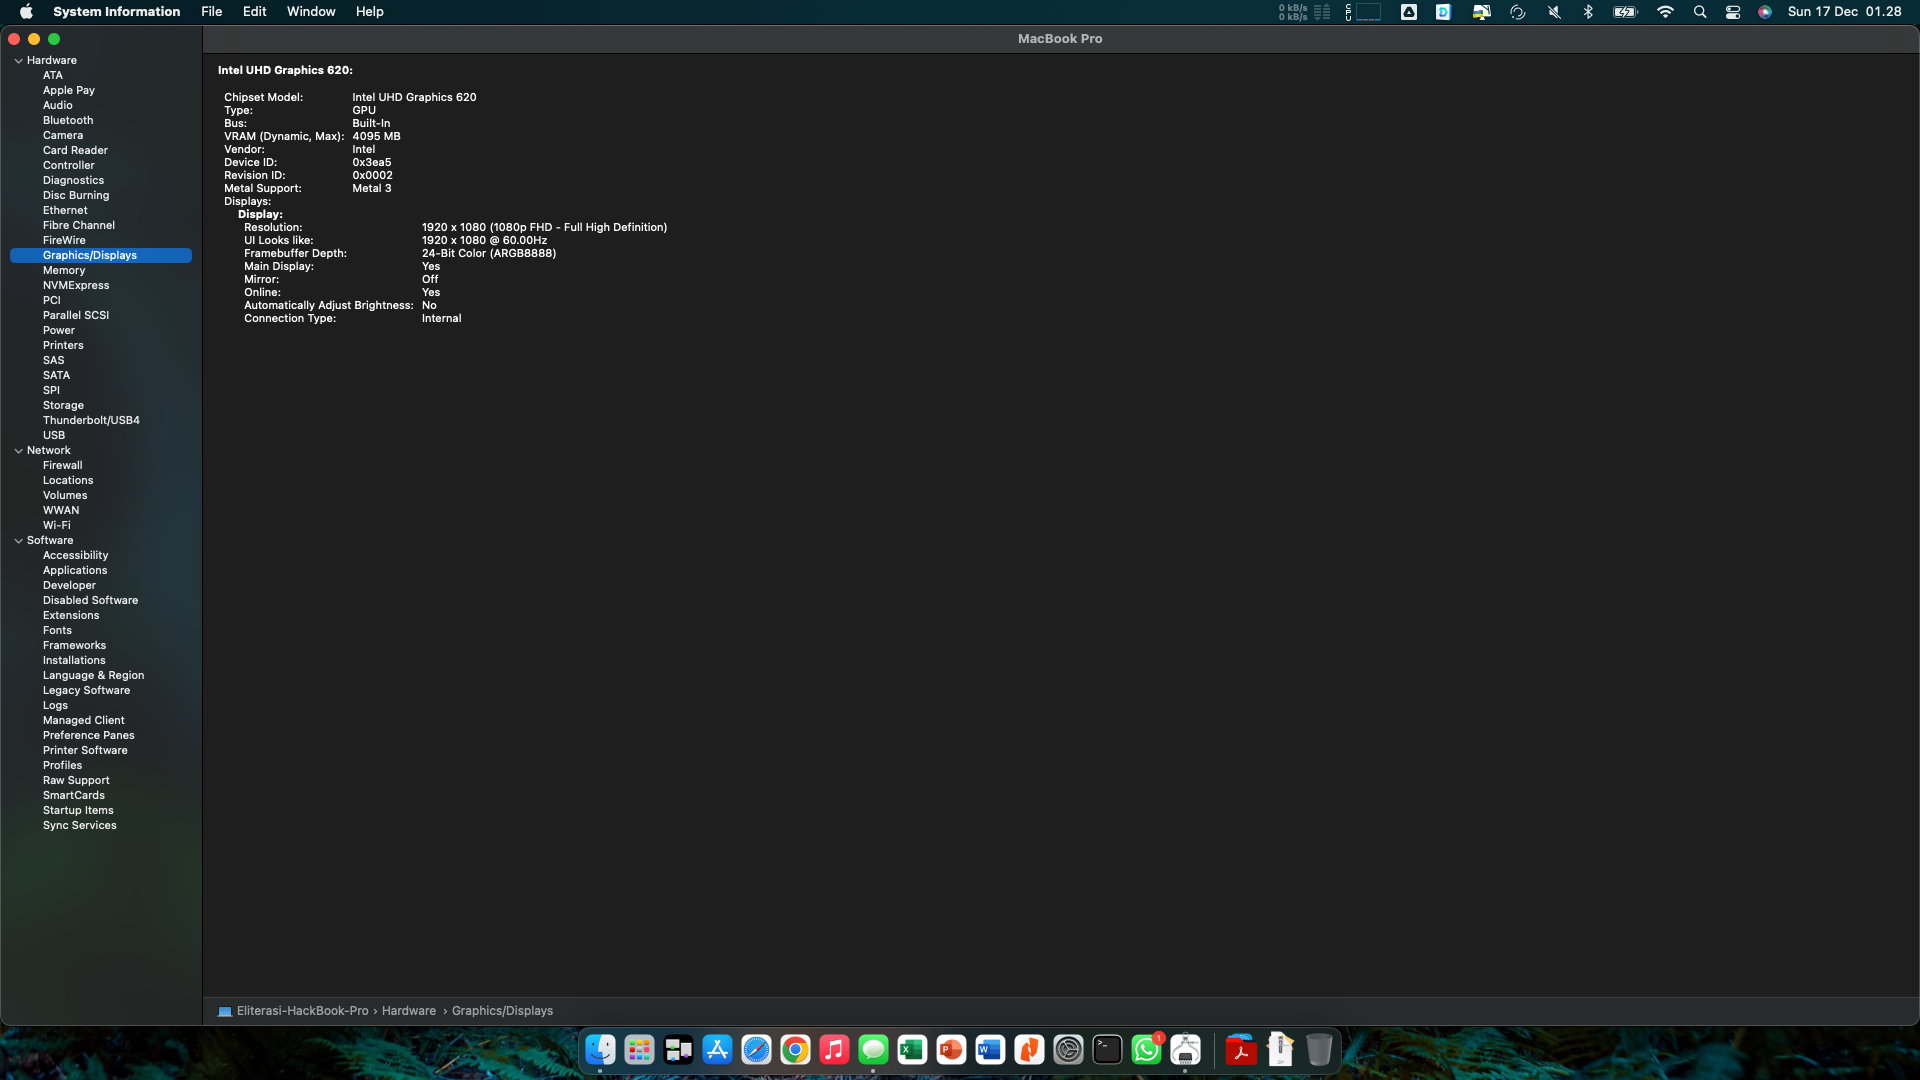 System Information File Edit Window Help
0 kB/s
0 kB/s
CPU
Sun 17 Dec 01.28
MacBook Pro
Hardware
ATA
Apple Pay
Audio
Bluetooth
Camera
Card Reader
Controller
Diagnostics
Disc Burning
Ethernet
Fibre Channel
FireWire
Graphics/Displays
Memory
NVMExpress
PCI
Parallel SCSI
Power
Printers
SAS
SATA
SPI
Storage
Thunderbolt/USB4
USB
Network
Firewall
Locations
Volumes
WWAN
Wi-Fi
Software
Accessibility
Applications
Developer
Disabled Software
Extensions
Fonts
Frameworks
Installations
Language & Region
Legacy Software
Logs
Managed Client
Preference Panes
Printer Software
Profiles
Raw Support
SmartCards
Startup Items
Sync Services
Intel UHD Graphics 620:
Chipset Model: Intel UHD Graphics 620
Type: GPU
Bus: Built-In
VRAM (Dynamic, Max): 4095 MB
Vendor: Intel
Device ID: 0x3ea5
Revision ID: 0x0002
Metal Support: Metal 3
Displays:
Display:
Resolution: 1920 x 1080 (1080p FHD - Full High Definition)
UI Looks like: 1920 x 1080 @ 60.00Hz
Framebuffer Depth: 24-Bit Color (ARGB8888)
Main Display: Yes
Mirror: Off
Online: Yes
Automatically Adjust Brightness: No
Connection Type: Internal
Eliterasi-HackBook-Pro › Hardware › Graphics/Displays
1